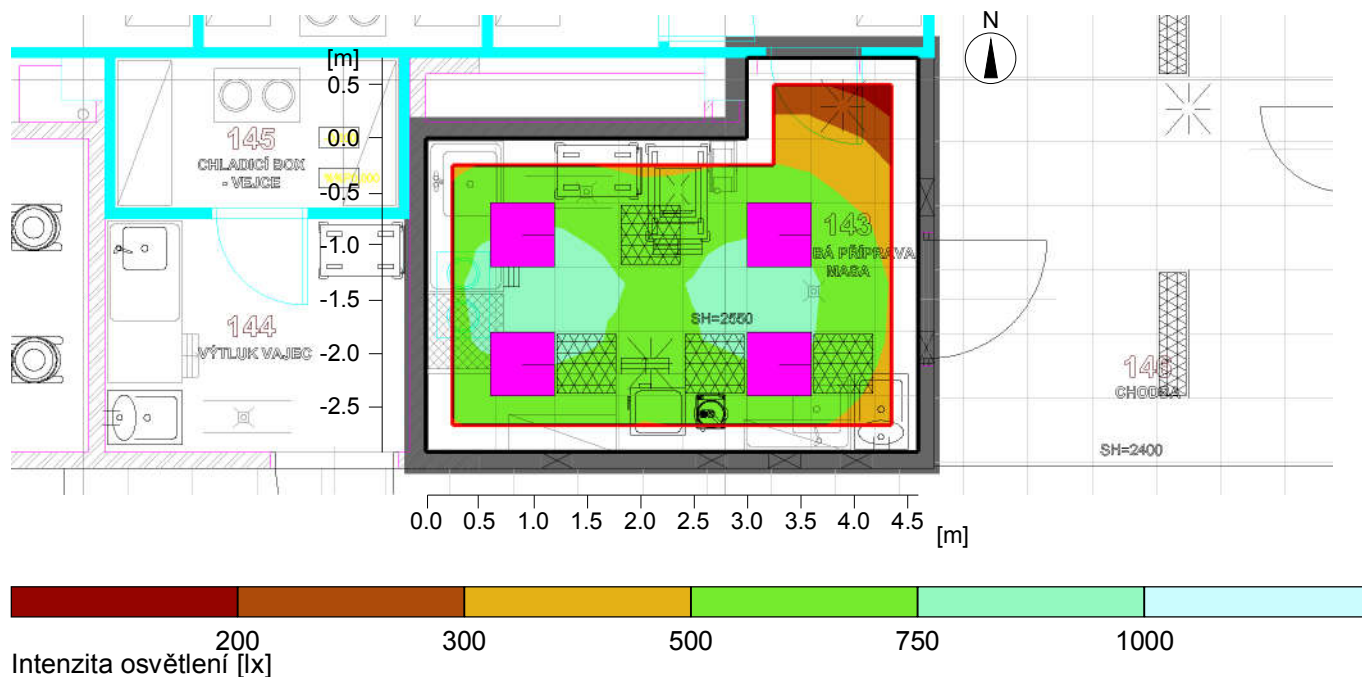 N
[m]
0.5
0.0
-0.5
-1.0
-1.5
-2.0
-2.5
145
CHLADICÍ BOX
- VEJCE
143
BÁ PŘÍPRAVA
MASA
SH=2550
144
VÝTLUK VAJEC
146
CHODBA
SH=2400
0.0 0.5 1.0 1.5 2.0 2.5 3.0 3.5 4.0 4.5
[m]
200 300 500 750 1000
Intenzita osvětlení [lx]